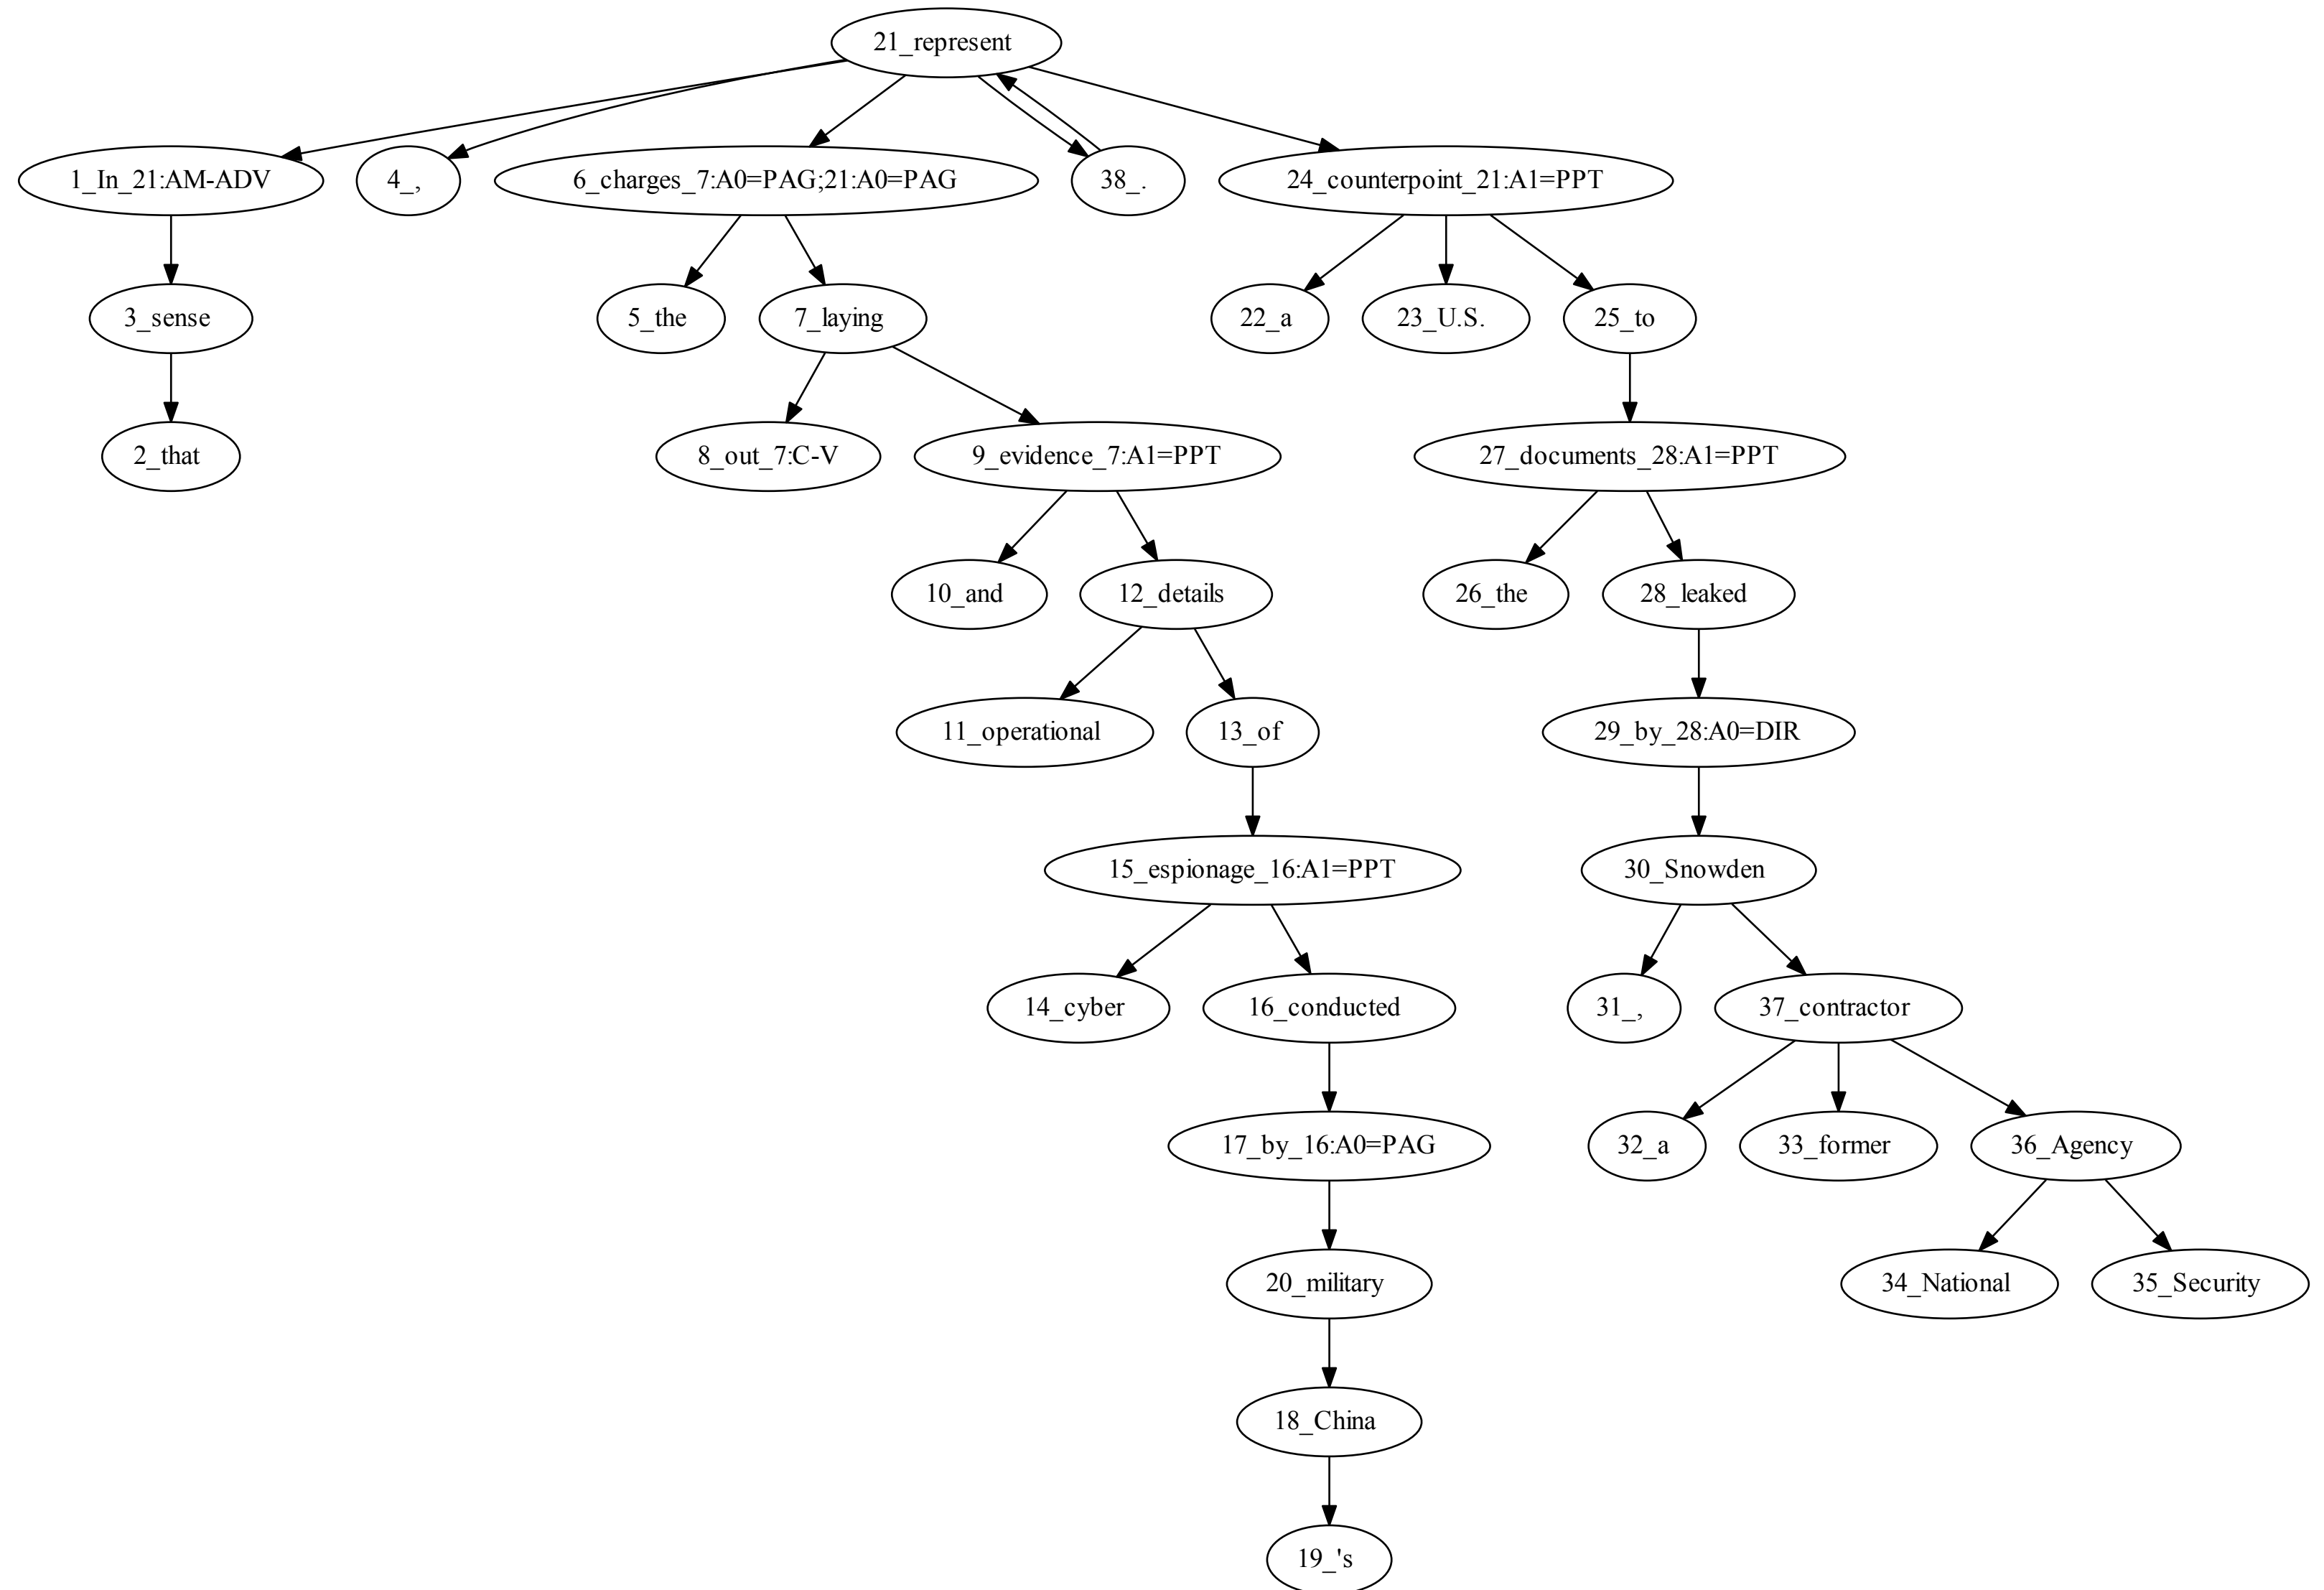 21_represent
1_In_21:AM-ADV
4_,
6_charges_7:A0=PAG;21:A0=PAG
38_.
24_counterpoint_21:A1=PPT
3_sense
5_the
7_laying
22_a
23_U.S.
25_to
2_that
8_out_7:C-V
9_evidence_7:A1=PPT
27_documents_28:A1=PPT
10_and
12_details
26_the
28_leaked
11_operational
13_of
29_by_28:A0=DIR
15_espionage_16:A1=PPT
30_Snowden
14_cyber
16_conducted
31_,
37_contractor
17_by_16:A0=PAG
32_a
33_former
36_Agency
20_military
34_National
35_Security
18_China
19_'s